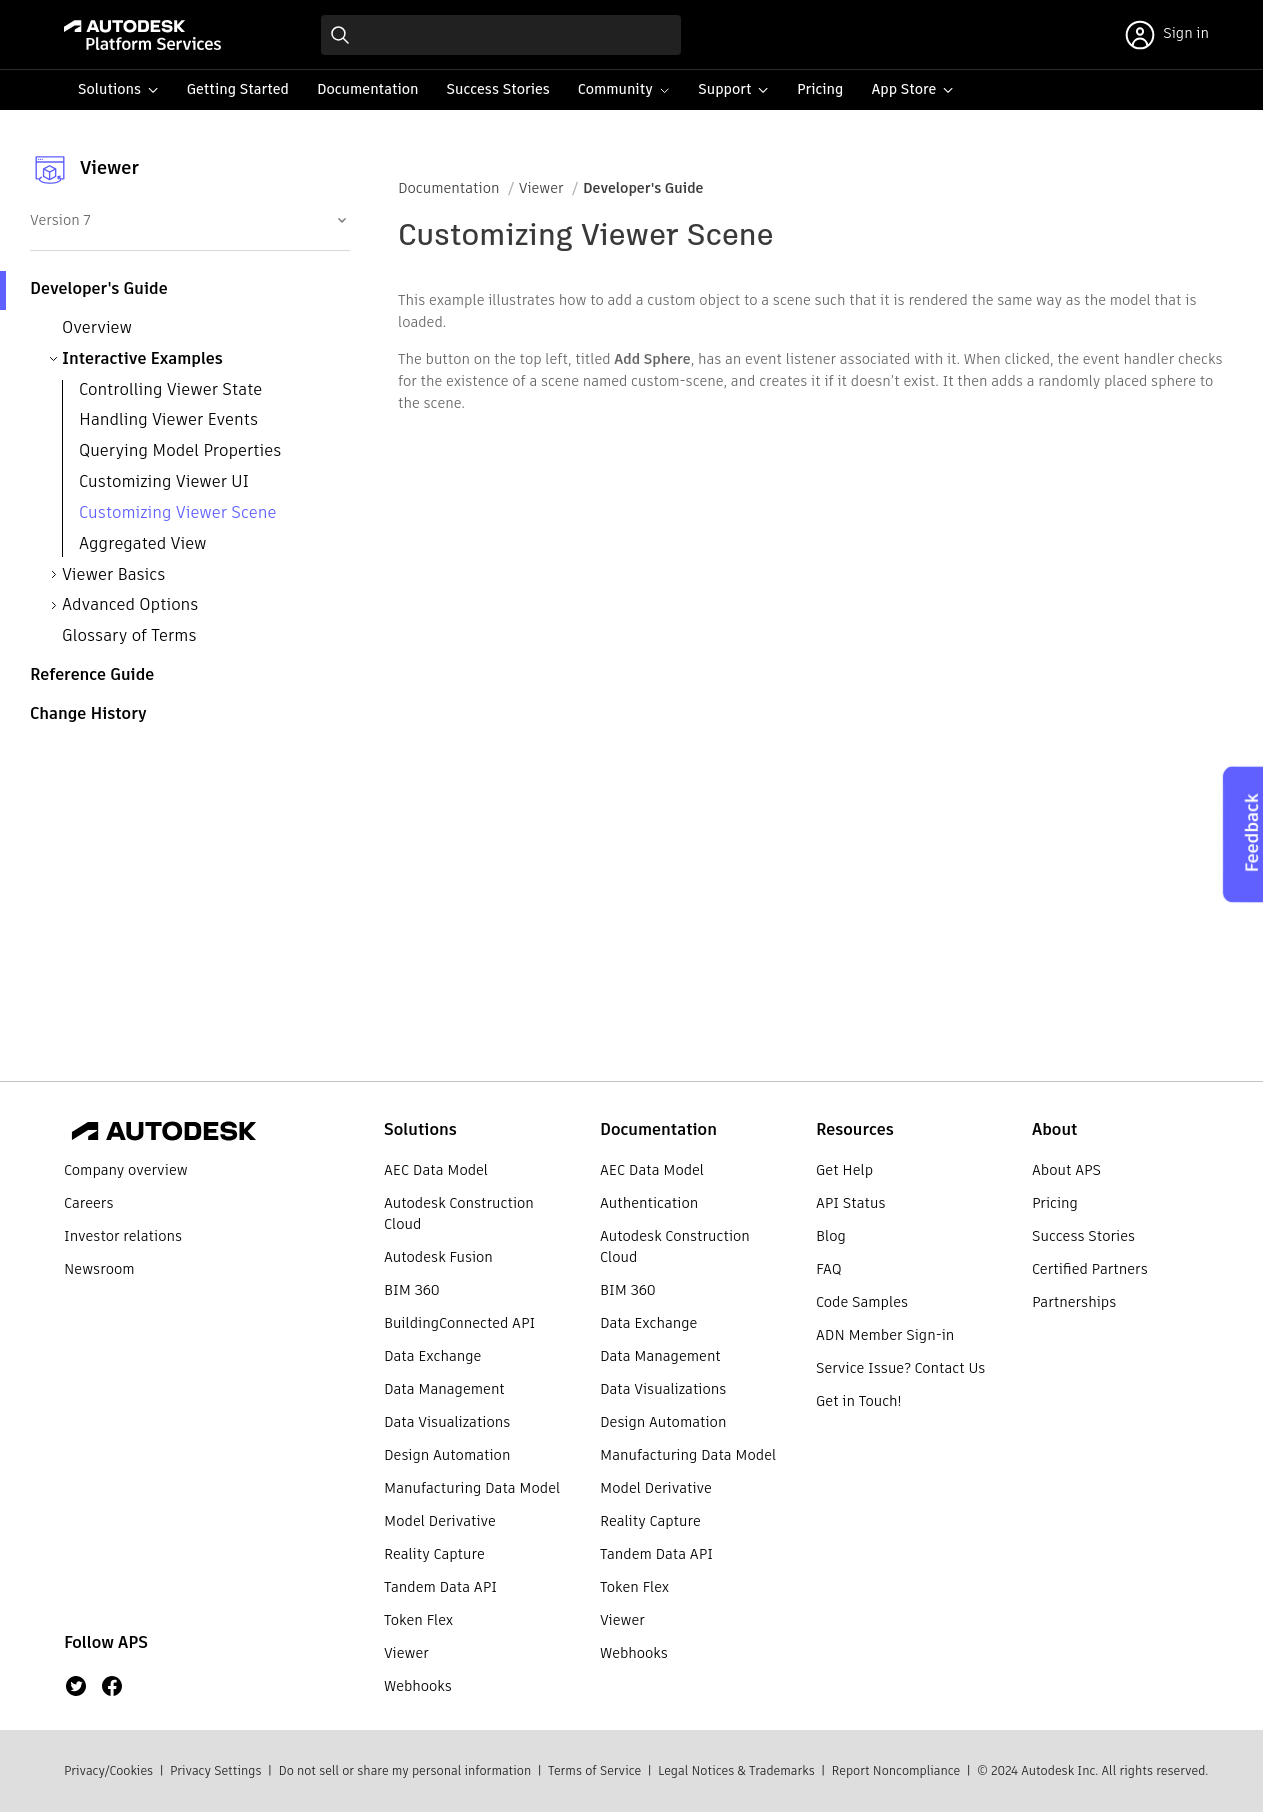 AUTODESK
Platform Services
Sign in
Solutions
Getting Started
Documentation
Success Stories
Community
Support
Pricing
App Store
Viewer
Version 7
Developer's Guide
Overview
Interactive Examples
Controlling Viewer State
Handling Viewer Events
Querying Model Properties
Customizing Viewer UI
Customizing Viewer Scene
Aggregated View
Viewer Basics
Advanced Options
Glossary of Terms
Reference Guide
Change History
Documentation / Viewer / Developer's Guide
Customizing Viewer Scene
This example illustrates how to add a custom object to a scene such that it is rendered the same way as the model that is
loaded.
The button on the top left, titled Add Sphere, has an event listener associated with it. When clicked, the event handler checks
for the existence of a scene named custom-scene, and creates it if it doesn't exist. It then adds a randomly placed sphere to
the scene.
Feedback
AUTODESK
Company overview
Careers
Investor relations
Newsroom
Follow APS
Solutions
AEC Data Model
Autodesk Construction
Cloud
Autodesk Fusion
BIM 360
BuildingConnected API
Data Exchange
Data Management
Data Visualizations
Design Automation
Manufacturing Data Model
Model Derivative
Reality Capture
Tandem Data API
Token Flex
Viewer
Webhooks
Documentation
AEC Data Model
Authentication
Autodesk Construction
Cloud
BIM 360
Data Exchange
Data Management
Data Visualizations
Design Automation
Manufacturing Data Model
Model Derivative
Reality Capture
Tandem Data API
Token Flex
Viewer
Webhooks
Resources
Get Help
API Status
Blog
FAQ
Code Samples
ADN Member Sign-in
Service Issue? Contact Us
Get in Touch!
About
About APS
Pricing
Success Stories
Certified Partners
Partnerships
Privacy/Cookies | Privacy Settings | Do not sell or share my personal information | Terms of Service | Legal Notices & Trademarks | Report Noncompliance | © 2024 Autodesk Inc. All rights reserved.